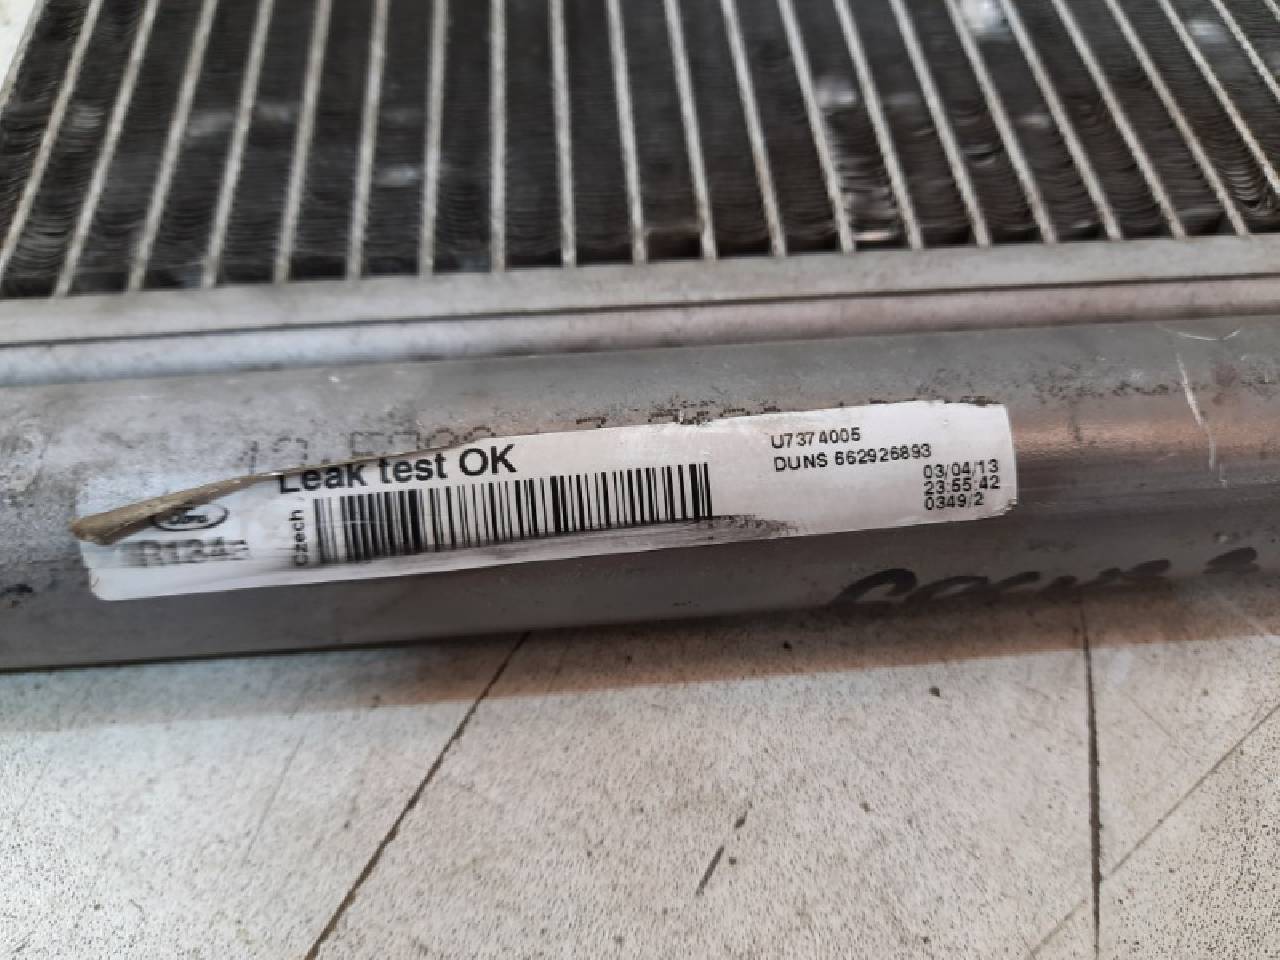 Leak test OK
R134a
Czech
U7374005
DUNS 662926893
03/04/13
23:55:42
0349/2